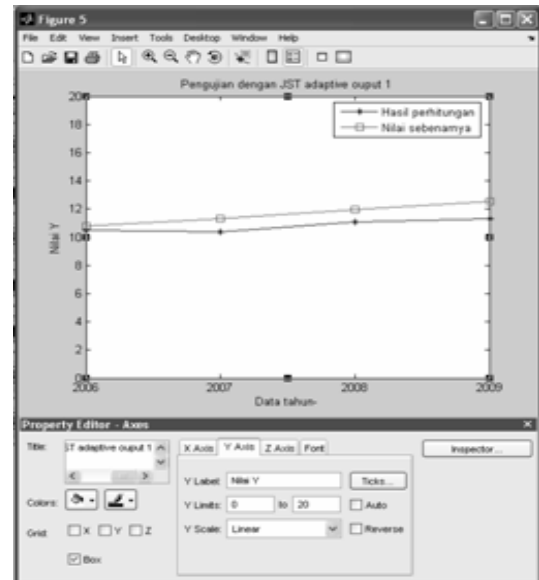 Figure 5
File Edit View Insert Tools Desktop Window Help
Pengujian dengan JST adaptive ouput 1
Hasil perhitungan
Nilai sebenarnya
Nilai Y
20
18
16
14
12
10
8
6
4
2
0
2006 2007 2008 2009
Data tahun-
Property Editor - Axes
Title: ST adaptive ouput 1
X Axis Y Axis Z Axis Font
Inspector...
Y Label: Nilai Y Ticks...
Colors:
Y Limits: 0 to 20 Auto
Grid: X Y Z
Y Scale: Linear Reverse
Box